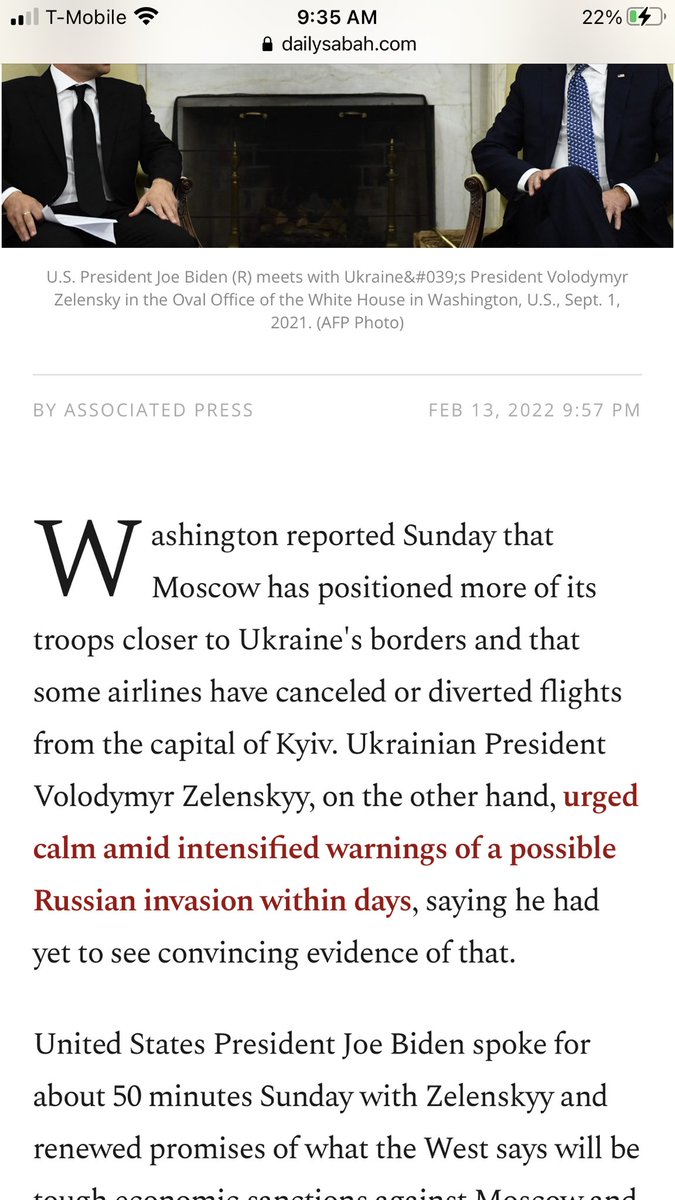 T-Mobile 9:35 AM 22%
dailysabah.com
U.S. President Joe Biden (R) meets with Ukraine&#039;s President Volodymyr
Zelensky in the Oval Office of the White House in Washington, U.S., Sept. 1,
2021. (AFP Photo)
BY ASSOCIATED PRESS FEB 13, 2022 9:57 PM
Washington reported Sunday that
Moscow has positioned more of its
troops closer to Ukraine's borders and that
some airlines have canceled or diverted flights
from the capital of Kyiv. Ukrainian President
Volodymyr Zelenskyy, on the other hand, urged
calm amid intensified warnings of a possible
Russian invasion within days, saying he had
yet to see convincing evidence of that.
United States President Joe Biden spoke for
about 50 minutes Sunday with Zelenskyy and
renewed promises of what the West says will be
tough economic sanctions against Moscow and